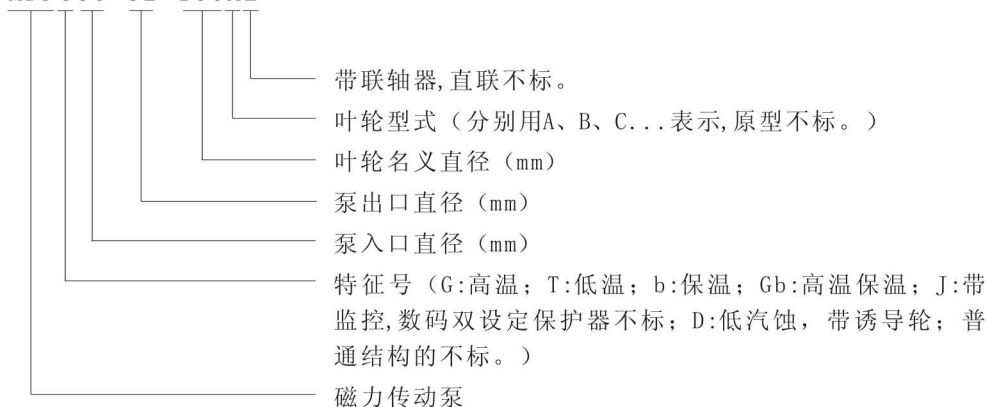 带联轴器,直联不标。
叶轮型式（分别用A、B、C...表示,原型不标。）
叶轮名义直径（mm）
泵出口直径（mm）
泵入口直径（mm）
特征号（G:高温；T:低温；b:保温；Gb:高温保温；J:带
监控,数码双设定保护器不标；D:低汽蚀，带诱导轮；普
通结构的不标。）
磁力传动泵